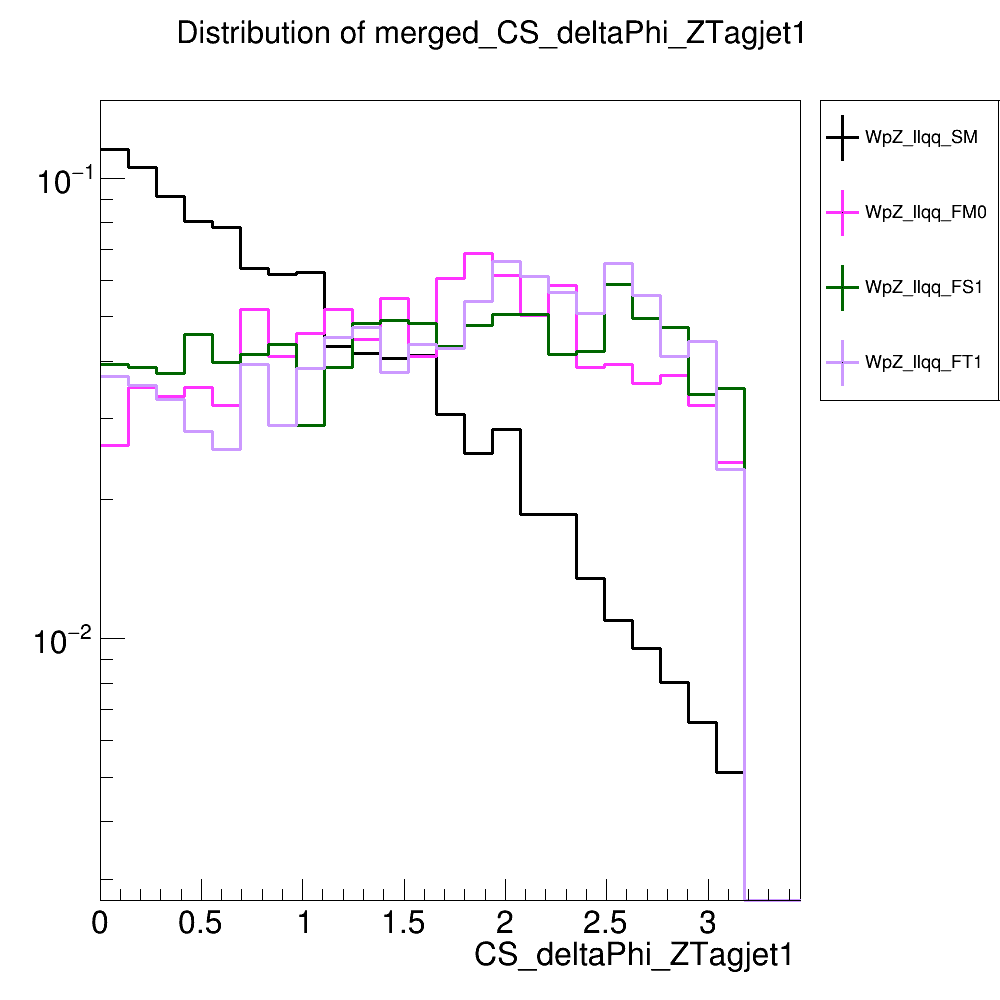 Distribution of merged_CS_deltaPhi_ZTagjet1
WpZ_llqq_SM
WpZ_llqq_FM0
WpZ_llqq_FS1
WpZ_llqq_FT1
10⁻¹
10⁻²
0 0.5 1 1.5 2 2.5 3
CS_deltaPhi_ZTagjet1